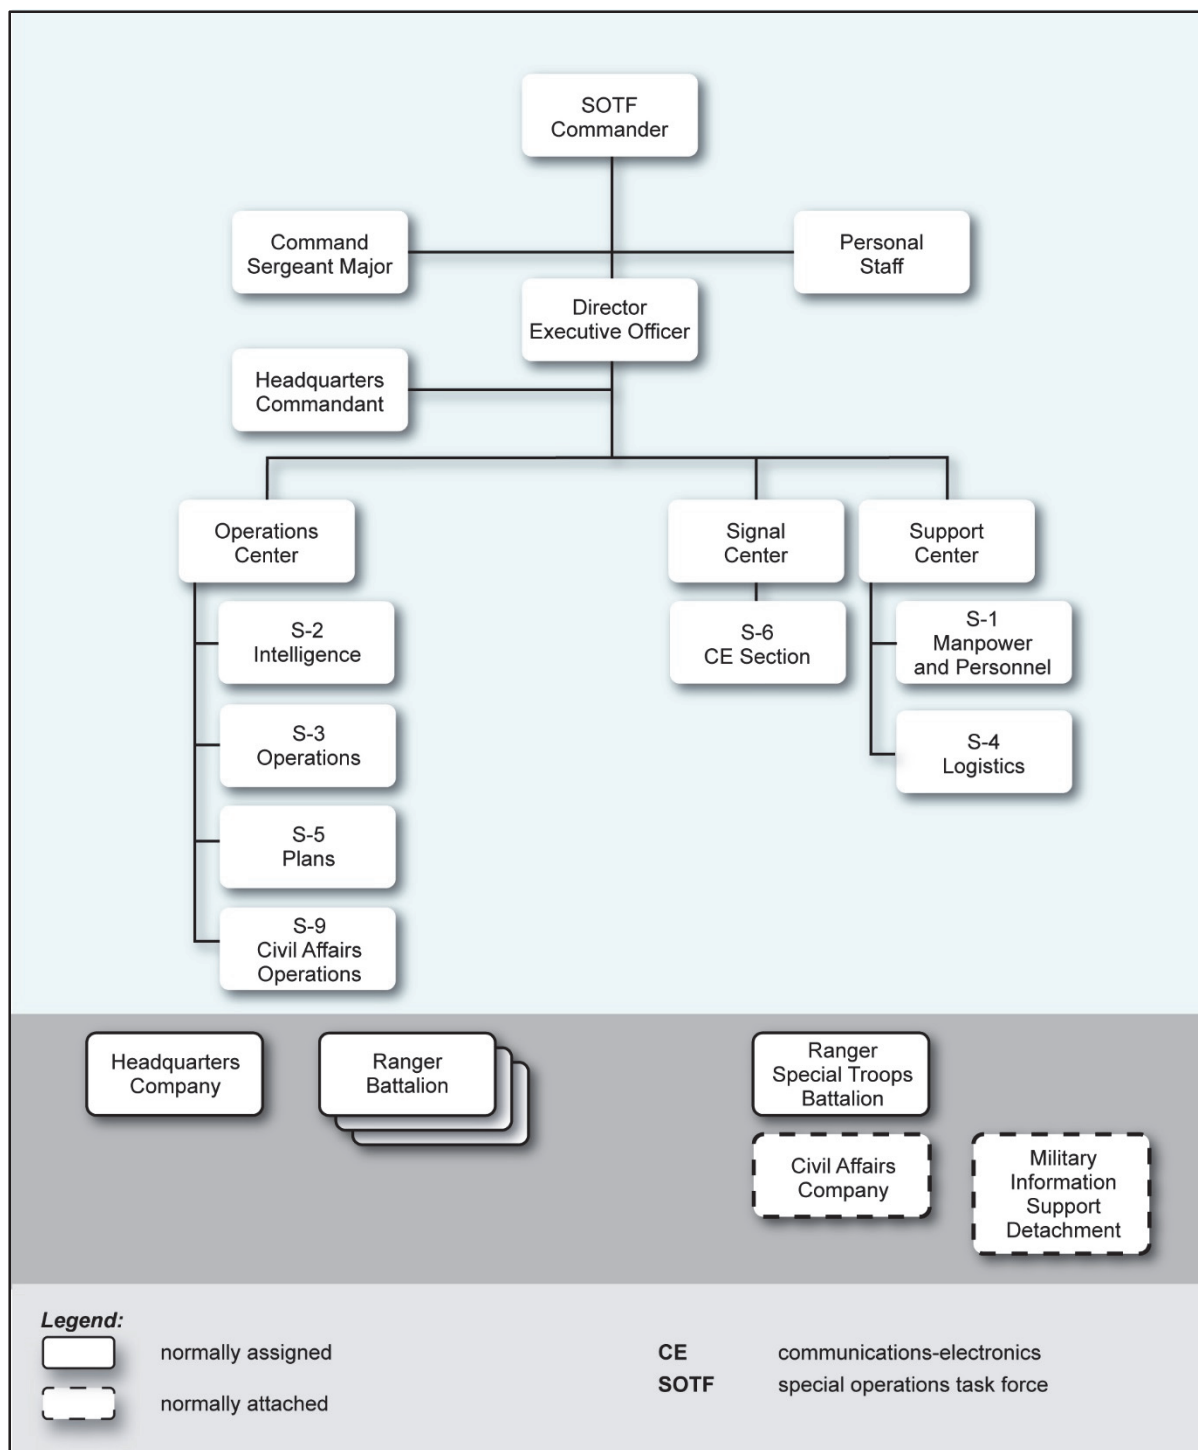 SOTF
Commander
Command
Sergeant Major
Personal
Staff
Director
Executive Officer
Headquarters
Commandant
Operations
Center
Signal
Center
Support
Center
S-2
Intelligence
S-6
CE Section
S-1
Manpower
and Personnel
S-3
Operations
S-4
Logistics
S-5
Plans
S-9
Civil Affairs
Operations
Headquarters
Company
Ranger
Battalion
Ranger
Special Troops
Battalion
Civil Affairs
Company
Military
Information
Support
Detachment
Legend:
normally assigned
normally attached
CE communications-electronics
SOTF special operations task force